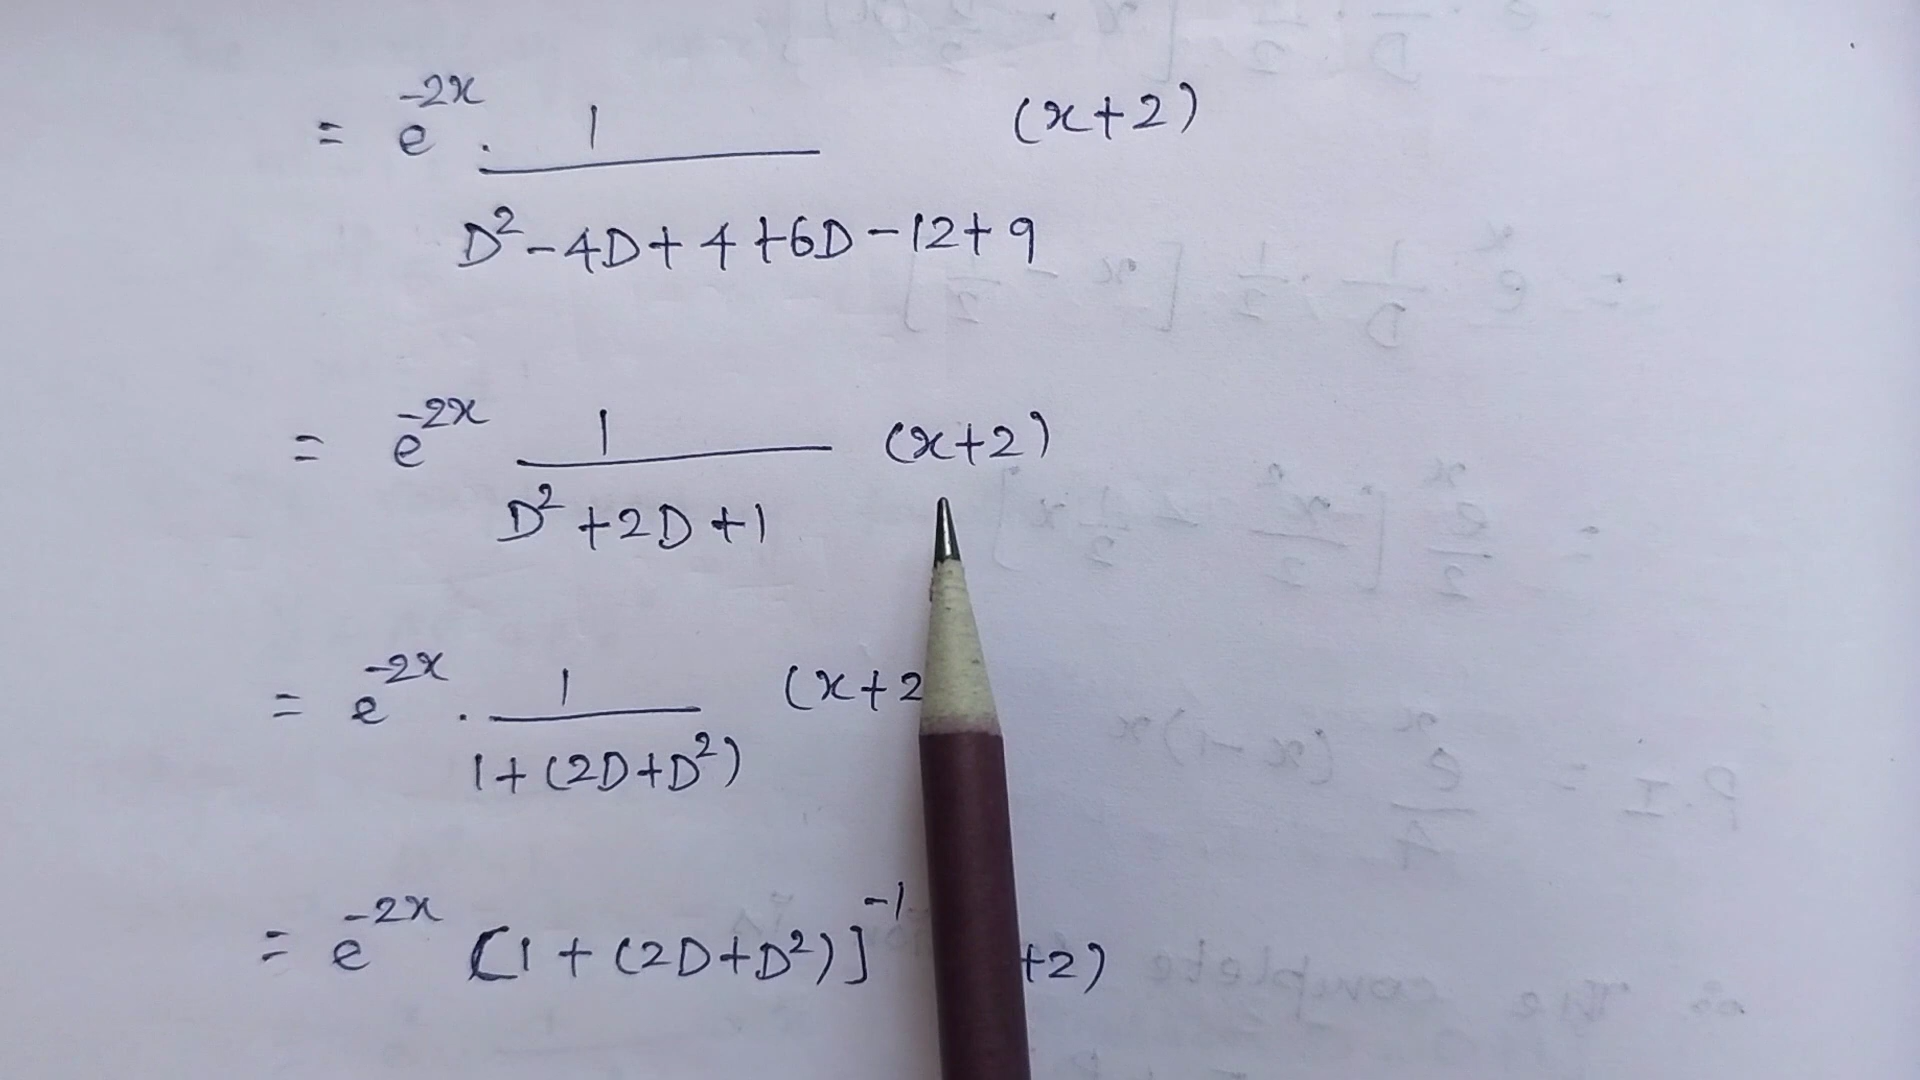 = e^{-2x} . 1 / (D² - 4D + 4 + 6D - 12 + 9) (x+2)
= e^{-2x} 1 / (D² + 2D + 1) (x+2)
= e^{-2x} . 1 / (1 + (2D + D²)) (x+2
= e^{-2x} [1 + (2D + D²)]^{-1} +2)